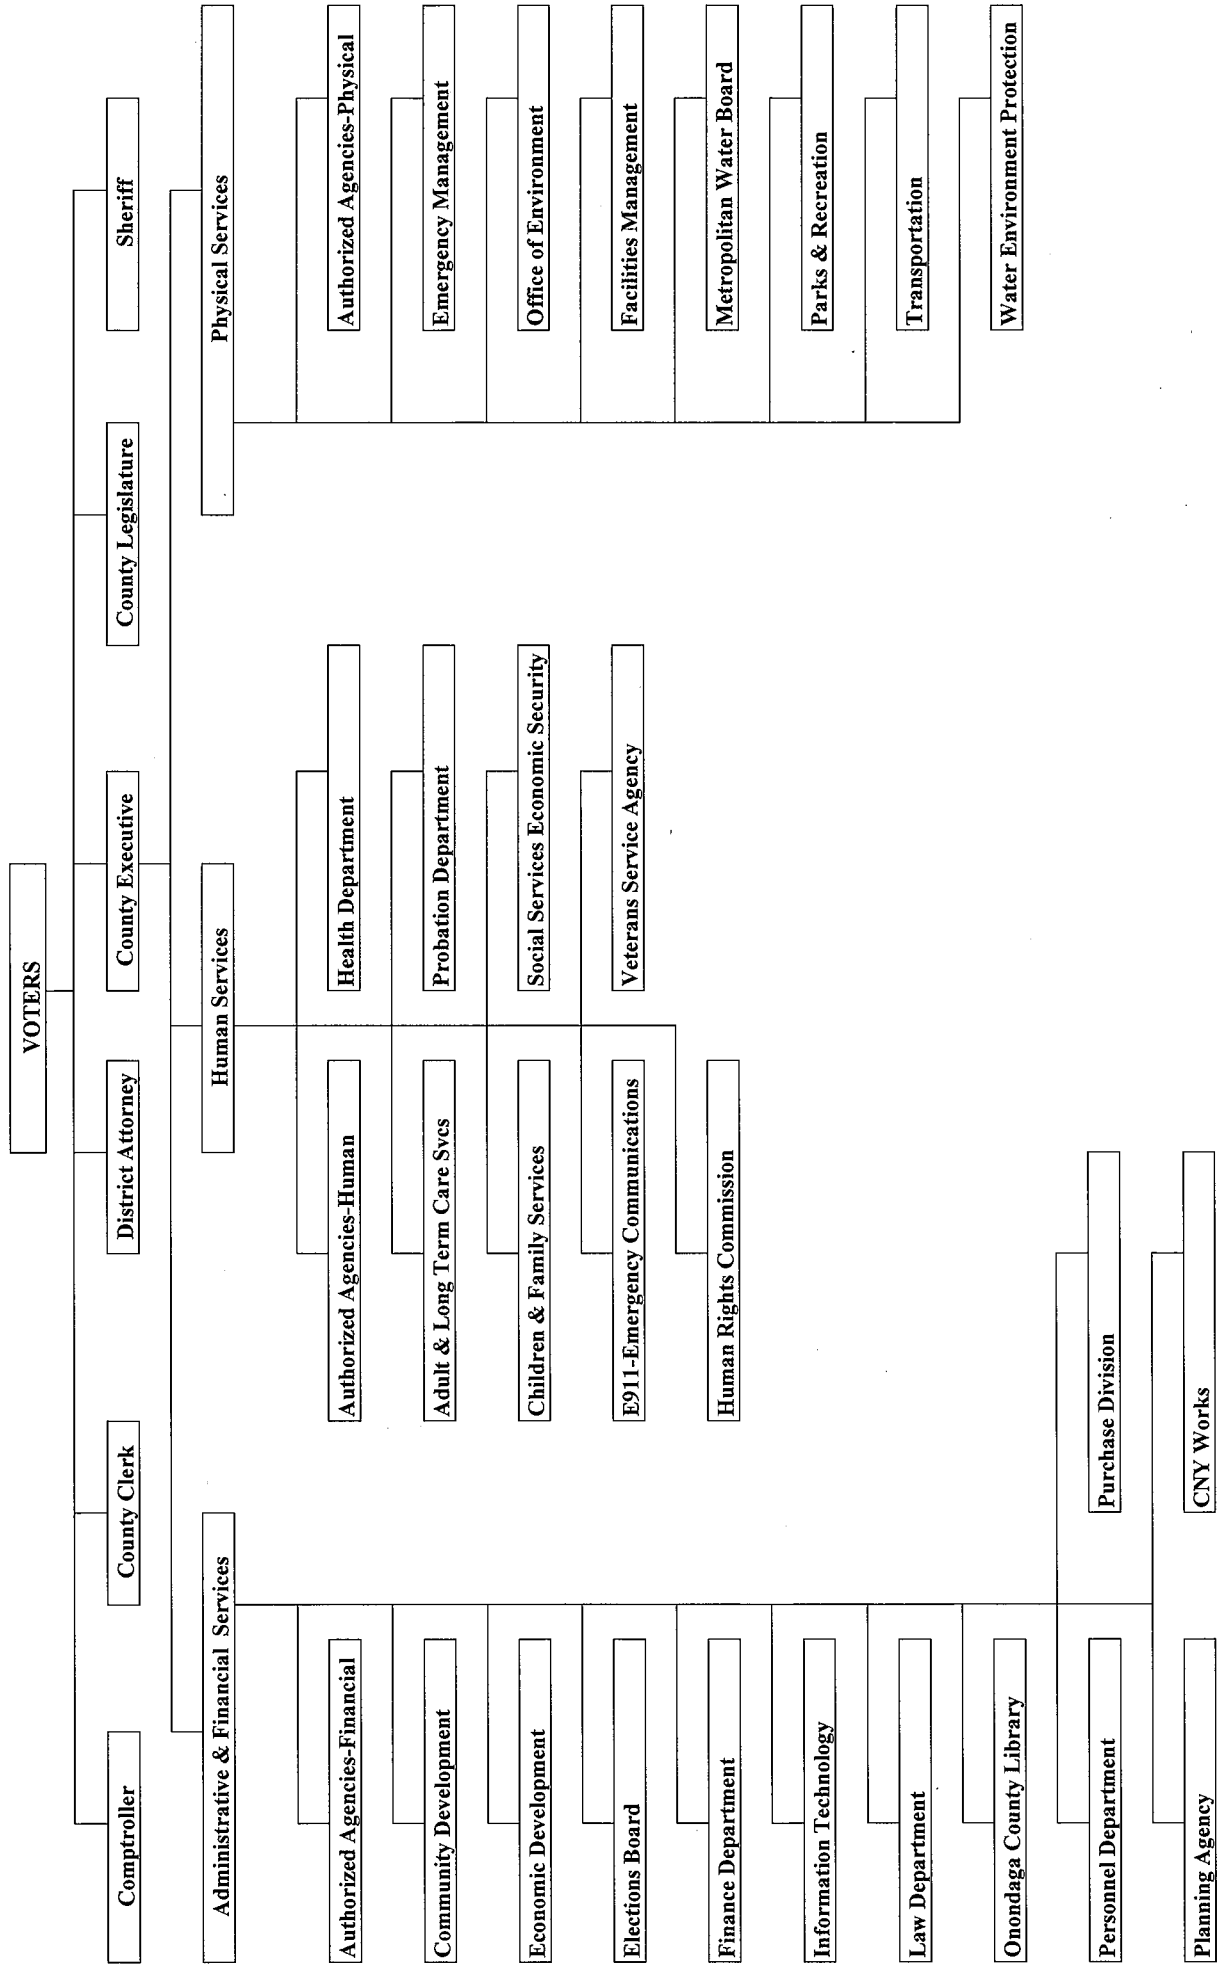 VOTERS
Comptroller
County Clerk
District Attorney
County Executive
County Legislature
Sheriff
Administrative & Financial Services
Human Services
Physical Services
Authorized Agencies-Financial
Community Development
Economic Development
Elections Board
Finance Department
Information Technology
Law Department
Onondaga County Library
Personnel Department
Planning Agency
Purchase Division
CNY Works
Authorized Agencies-Human
Adult & Long Term Care Svcs
Children & Family Services
E911-Emergency Communications
Human Rights Commission
Health Department
Probation Department
Social Services Economic Security
Veterans Service Agency
Authorized Agencies-Physical
Emergency Management
Office of Environment
Facilities Management
Metropolitan Water Board
Parks & Recreation
Transportation
Water Environment Protection